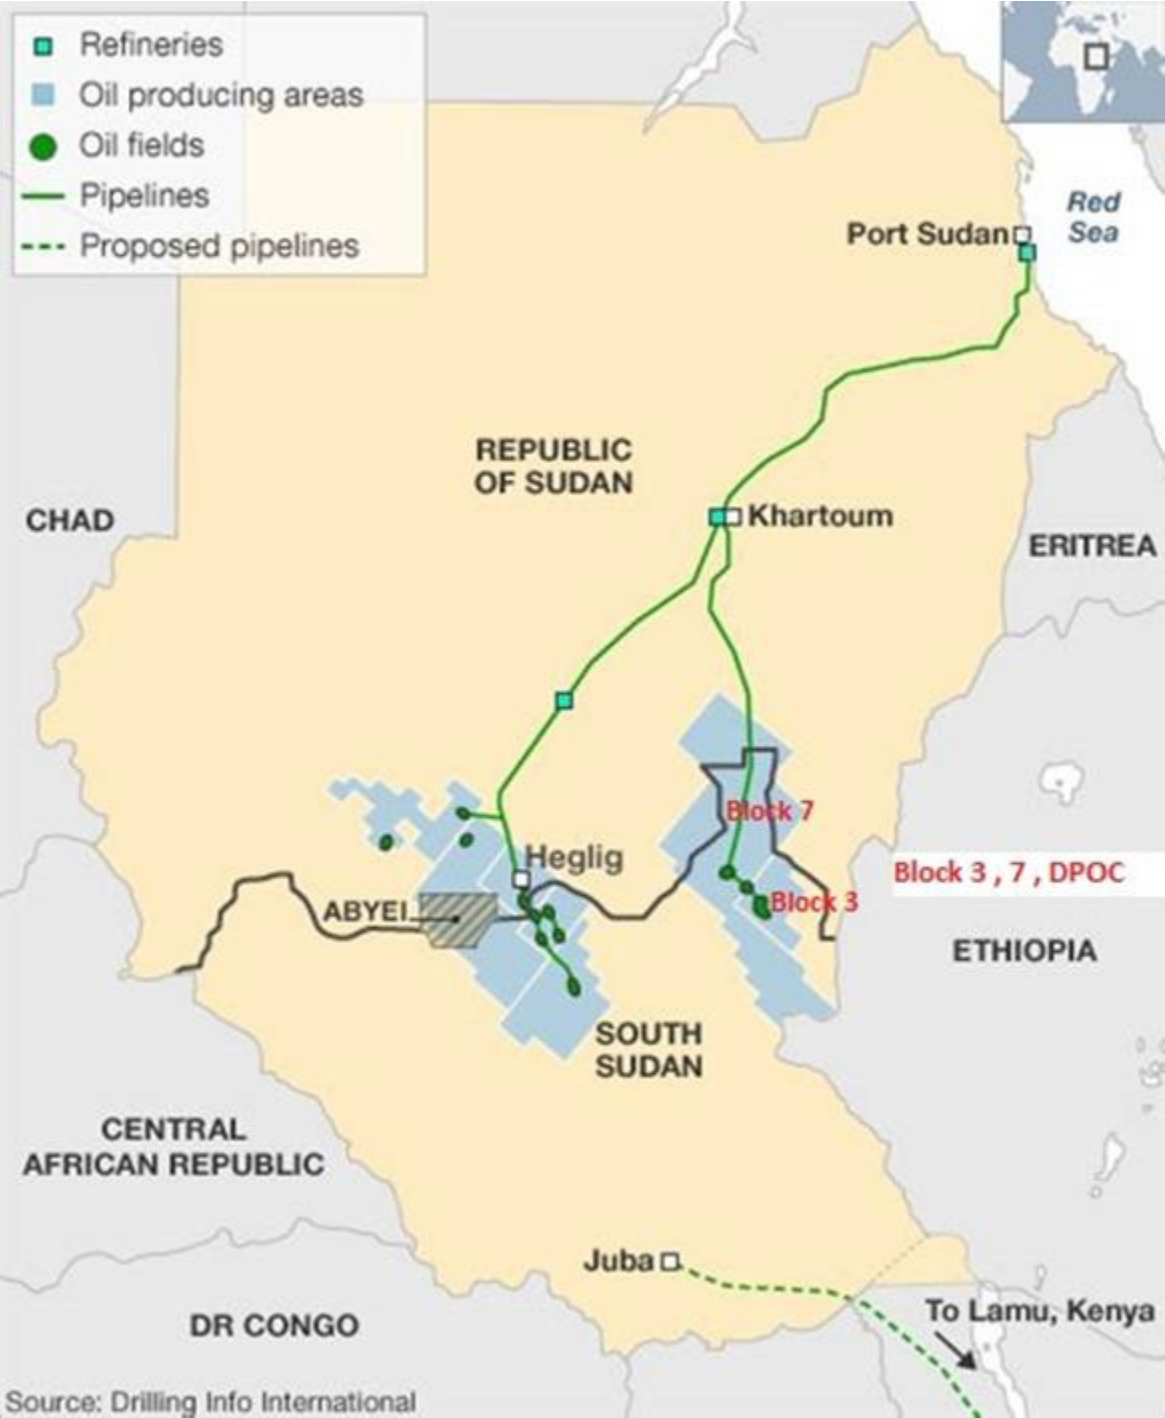 Refineries
Oil producing areas
Oil fields
Pipelines
Proposed pipelines
Red
Sea
Port Sudan
REPUBLIC
OF SUDAN
CHAD
Khartoum
ERITREA
Block 7
Heglig
Block 3 , 7 , DPOC
Block 3
ABYEI
ETHIOPIA
SOUTH
SUDAN
CENTRAL
AFRICAN REPUBLIC
Juba
To Lamu, Kenya
DR CONGO
Source: Drilling Info International